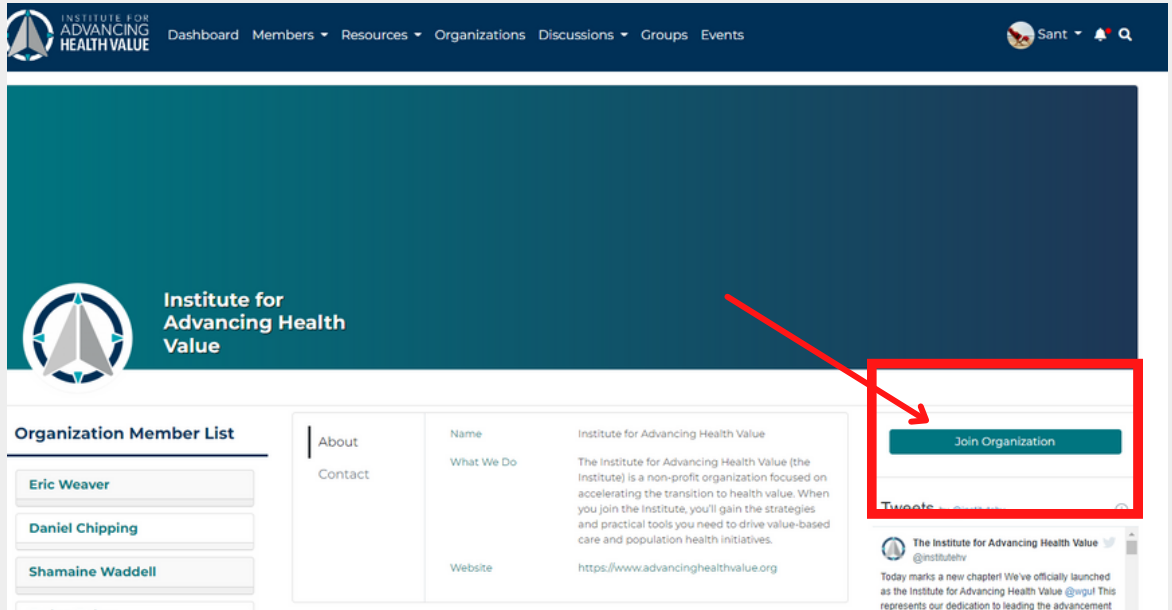 INSTITUTE FOR
ADVANCING
HEALTH VALUE
Dashboard Members Resources Organizations Discussions Groups Events
Sant
Institute for
Advancing Health
Value
Organization Member List
Eric Weaver
Daniel Chipping
Shamaine Waddell
About
Contact
Name
Institute for Advancing Health Value
What We Do
The Institute for Advancing Health Value (the
Institute) is a non-profit organization focused on
accelerating the transition to health value. When
you join the Institute, you'll gain the strategies
and practical tools you need to drive value-based
care and population health initiatives.
Website
https://www.advancinghealthvalue.org
Join Organization
Tweets by @institutehv
The Institute for Advancing Health Value
@institutehv
Today marks a new chapter! We've officially launched
as the Institute for Advancing Health Value @wgu! This
represents our dedication to leading the advancement